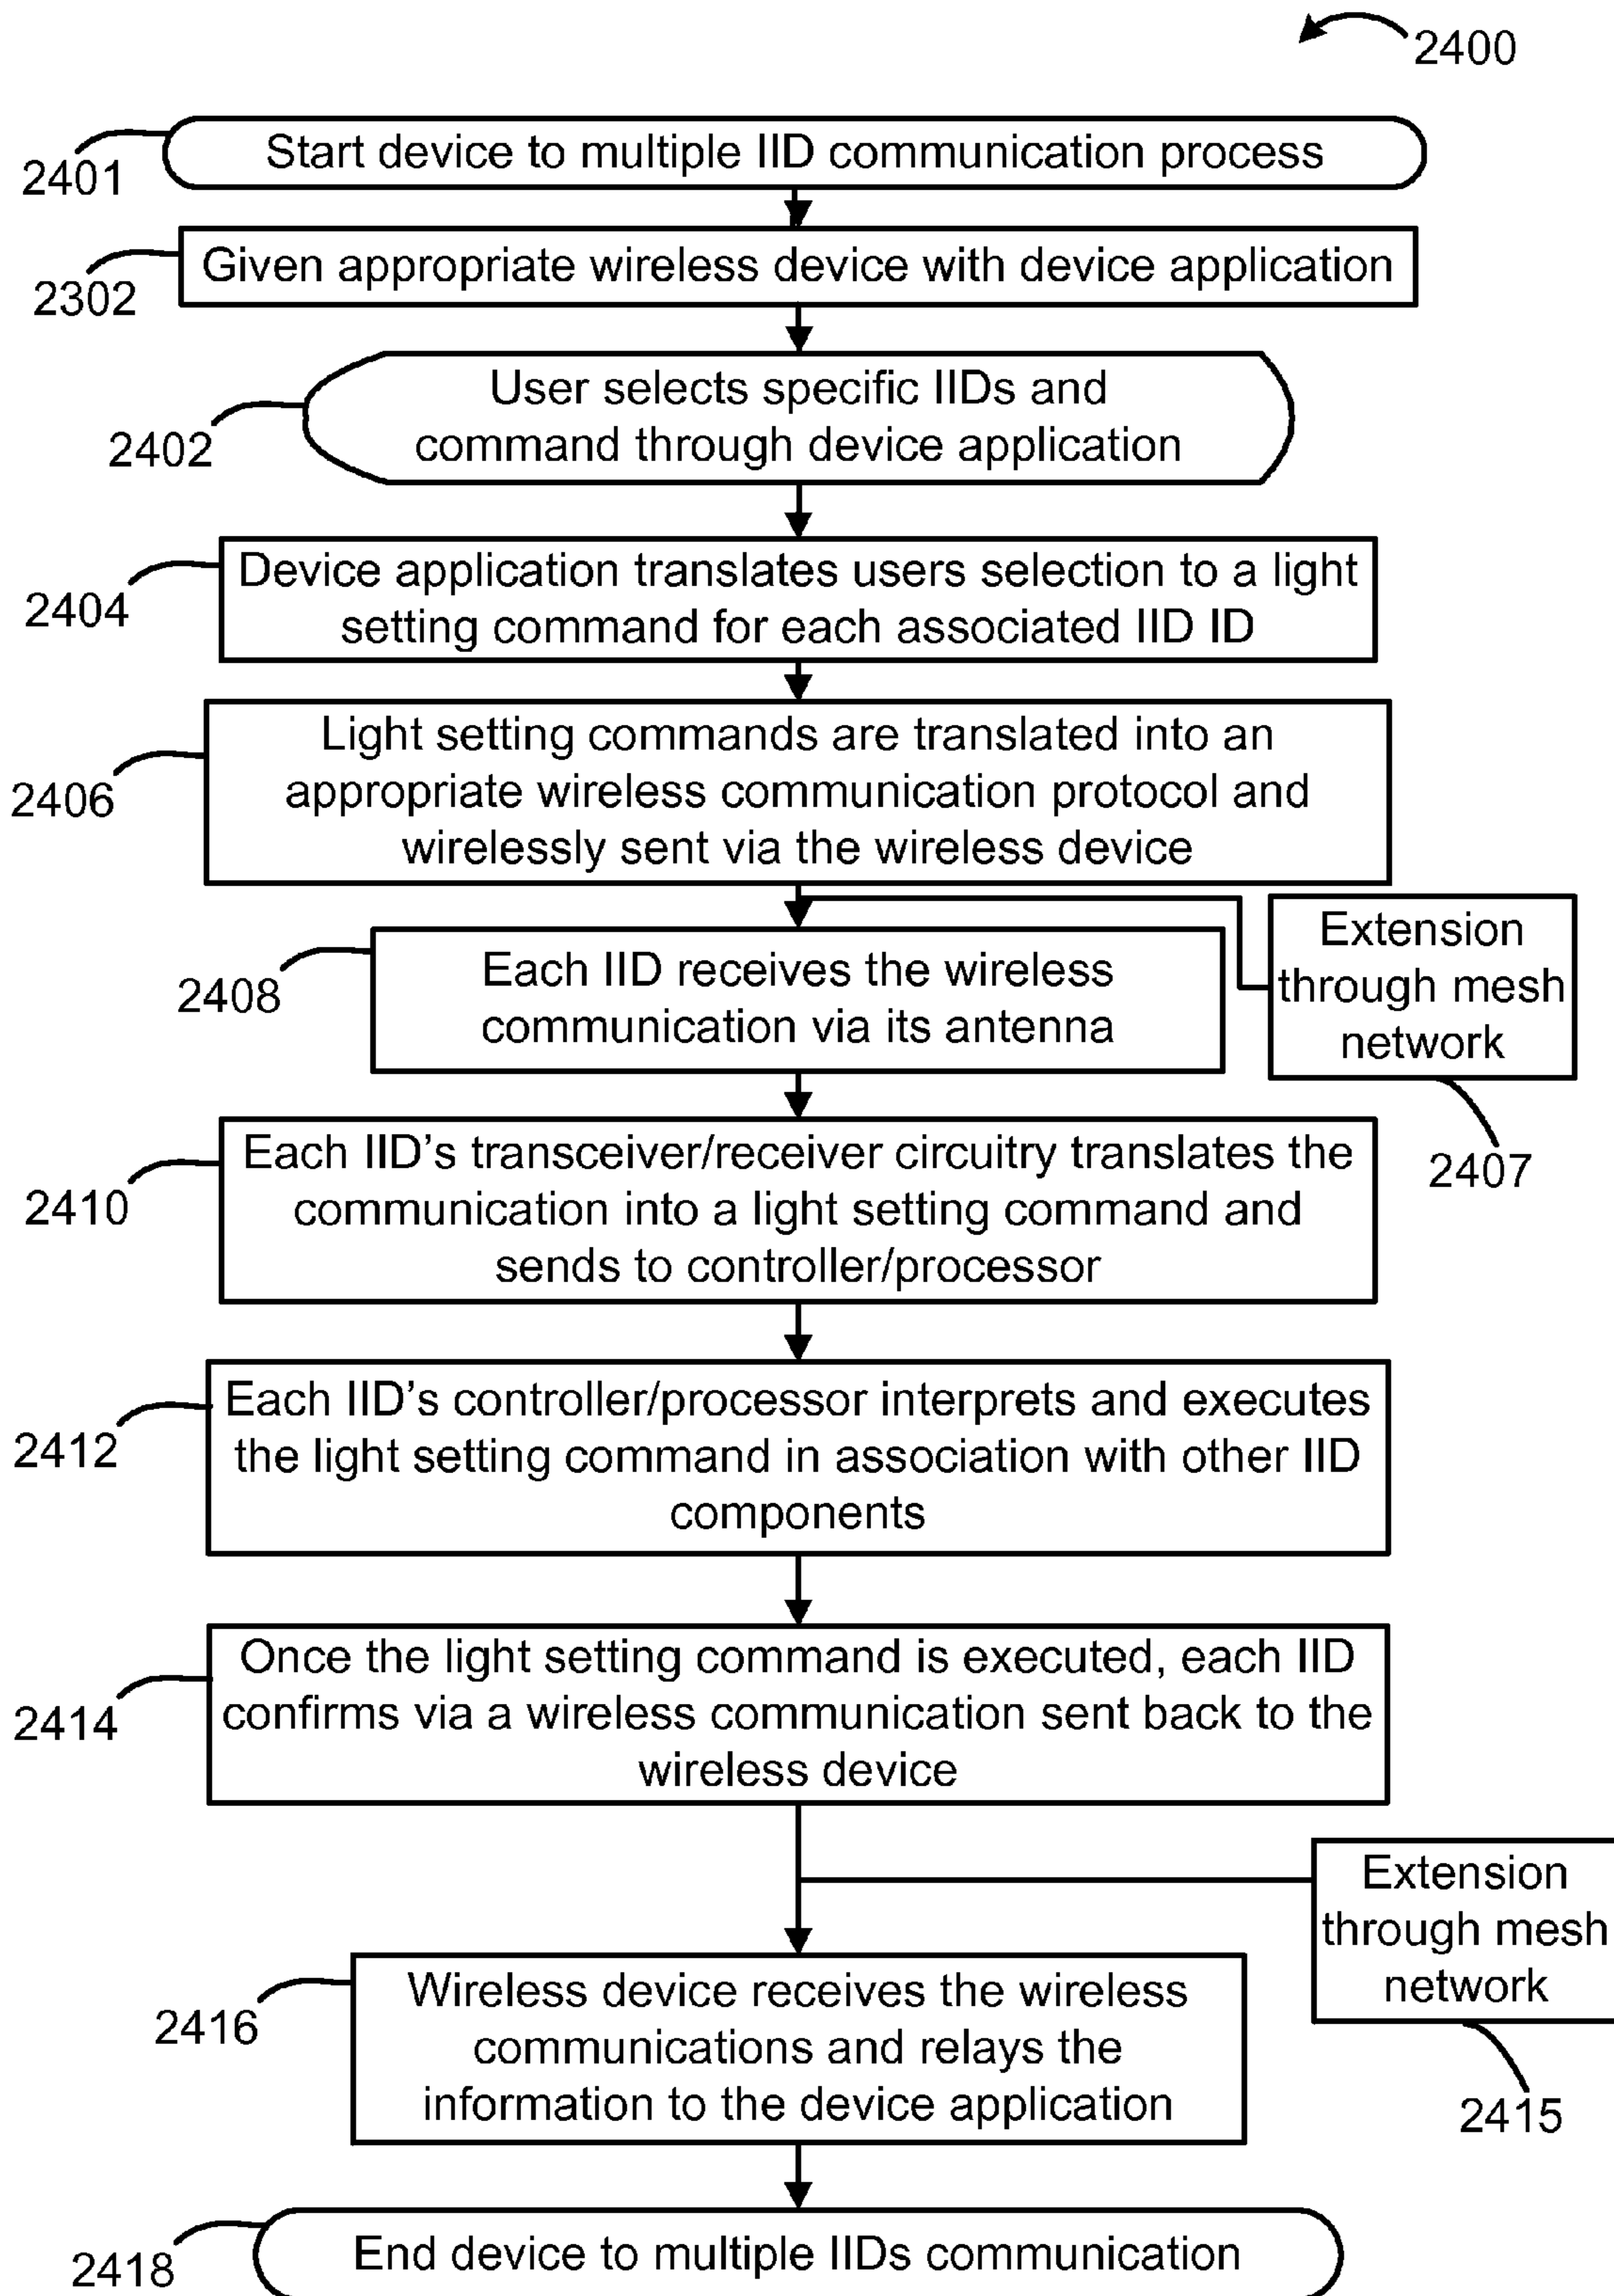 2400
2401
Start device to multiple IID communication process
2302
Given appropriate wireless device with device application
2402
User selects specific IIDs and
command through device application
2404
Device application translates users selection to a light
setting command for each associated IID ID
2406
Light setting commands are translated into an
appropriate wireless communication protocol and
wirelessly sent via the wireless device
Extension
through mesh
network
2407
2408
Each IID receives the wireless
communication via its antenna
2410
Each IID's transceiver/receiver circuitry translates the
communication into a light setting command and
sends to controller/processor
2412
Each IID's controller/processor interprets and executes
the light setting command in association with other IID
components
2414
Once the light setting command is executed, each IID
confirms via a wireless communication sent back to the
wireless device
Extension
through mesh
network
2415
2416
Wireless device receives the wireless
communications and relays the
information to the device application
2418
End device to multiple IIDs communication